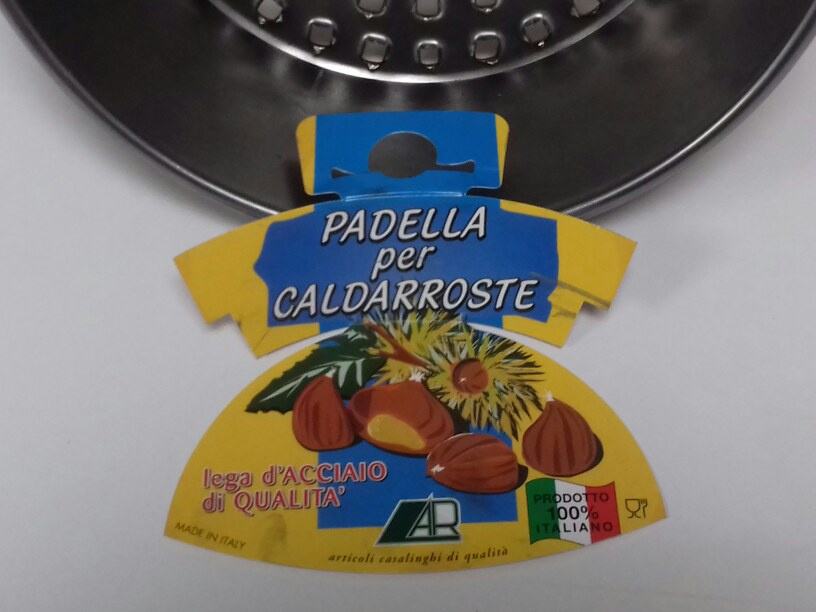 PADELLA
per
CALDARROSTE
lega d'ACCIAIO
di QUALITA'
AR
PRODOTTO
100%
ITALIANO
MADE IN ITALY
articoli casalinghi di qualità